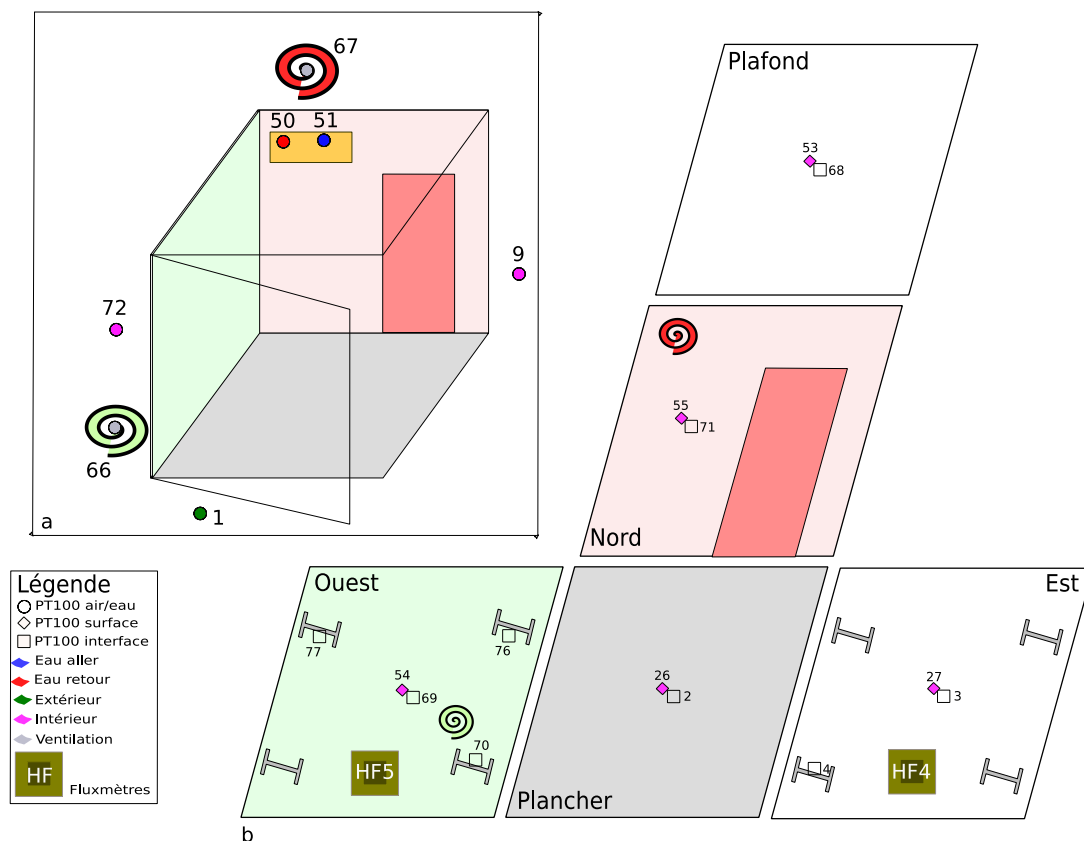 67
50 51
9
72
66
1
a
Plafond
53
68
55
71
Nord
Légende
PT100 air/eau
PT100 surface
PT100 interface
Eau aller
Eau retour
Extérieur
Intérieur
Ventilation
HF Fluxmètres
Ouest
77
76
54
69
70
HF5
b
26
2
Plancher
Est
27
3
4
HF4